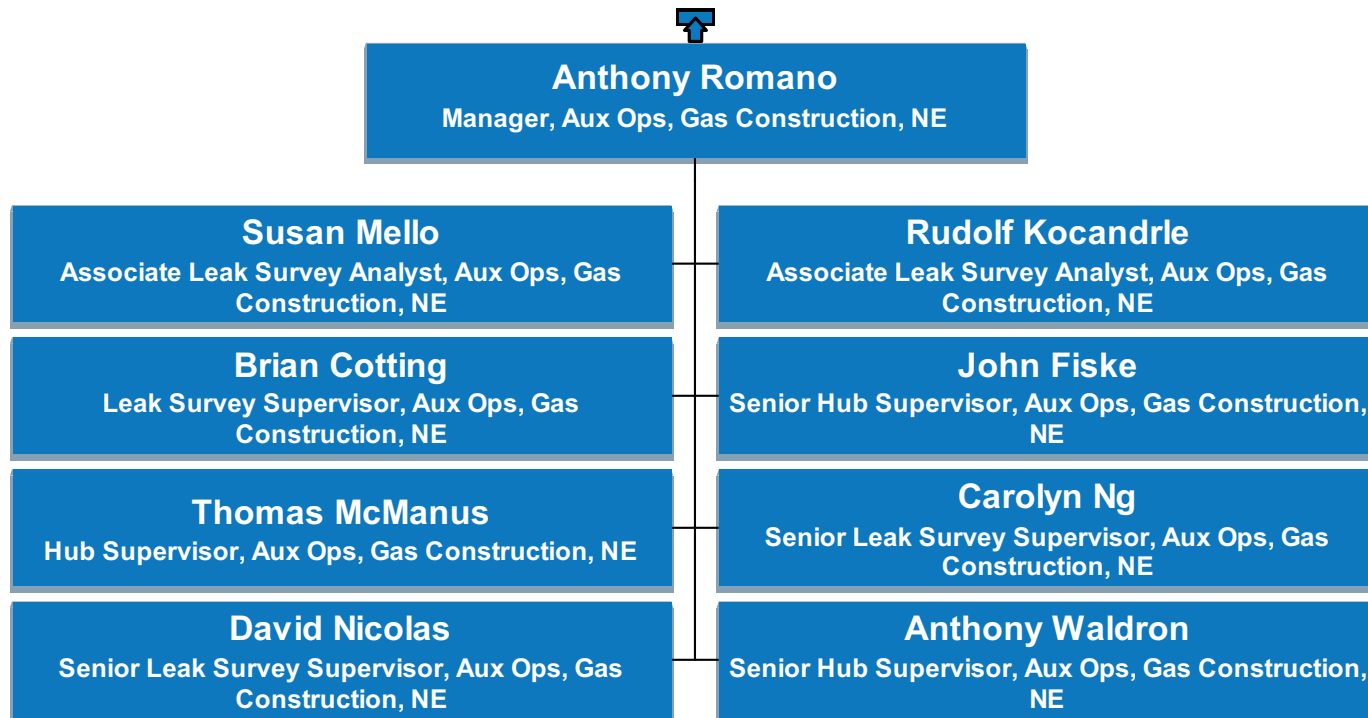 Anthony Romano
Manager, Aux Ops, Gas Construction, NE
Susan Mello
Associate Leak Survey Analyst, Aux Ops, Gas
Construction, NE
Rudolf Kocandrle
Associate Leak Survey Analyst, Aux Ops, Gas
Construction, NE
Brian Cotting
Leak Survey Supervisor, Aux Ops, Gas
Construction, NE
John Fiske
Senior Hub Supervisor, Aux Ops, Gas Construction,
NE
Thomas McManus
Hub Supervisor, Aux Ops, Gas Construction, NE
Carolyn Ng
Senior Leak Survey Supervisor, Aux Ops, Gas
Construction, NE
David Nicolas
Senior Leak Survey Supervisor, Aux Ops, Gas
Construction, NE
Anthony Waldron
Senior Hub Supervisor, Aux Ops, Gas Construction,
NE